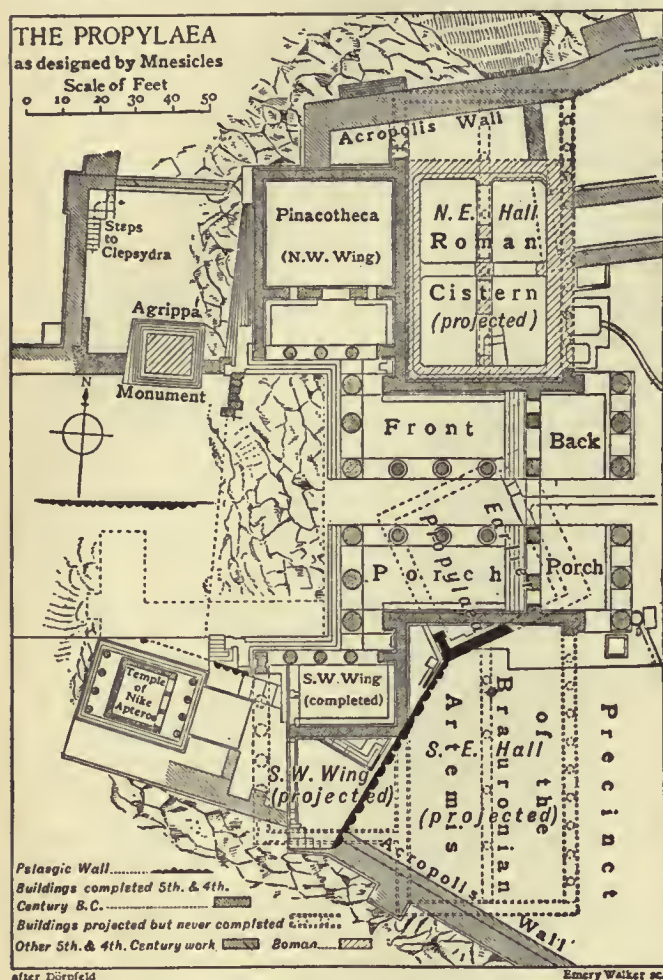 THE PROPYLAEA
as designed by Mnesicles
Scale of Feet
0 10 20 30 40 50
Acropolis Wall
Steps
to
Clepsydra
Pinacotheca
(N.W. Wing)
N. E. Hall
Roman
Cistern
(projected)
Agrippa
Monument
N
Front
Back
Earlier
Propylaea
Porch
Porch
Temple
of
Nike
Apteros
S.W. Wing
(completed)
S. W. Wing
(projected)
S. E. Hall
(projected)
Precinct
of the
Brauronian
Artemis
Acropolis Wall
Pslasgic Wall
Buildings completed 5th. & 4th.
Century B.C.
Buildings projected but never completed
Other 5th. & 4th. Century work Roman
after Dörpfeld
Emery Walker sc.